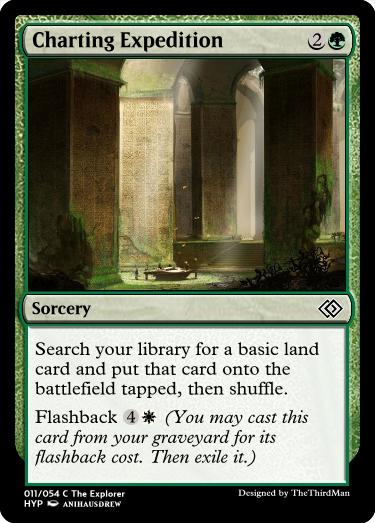 Charting Expedition 2
Sorcery
Search your library for a basic land
card and put that card onto the
battlefield tapped, then shuffle.
Flashback 4 (You may cast this
card from your graveyard for its
flashback cost. Then exile it.)
011/054 C The Explorer
Designed by TheThirdMan
HYP ANIHAUSDREW